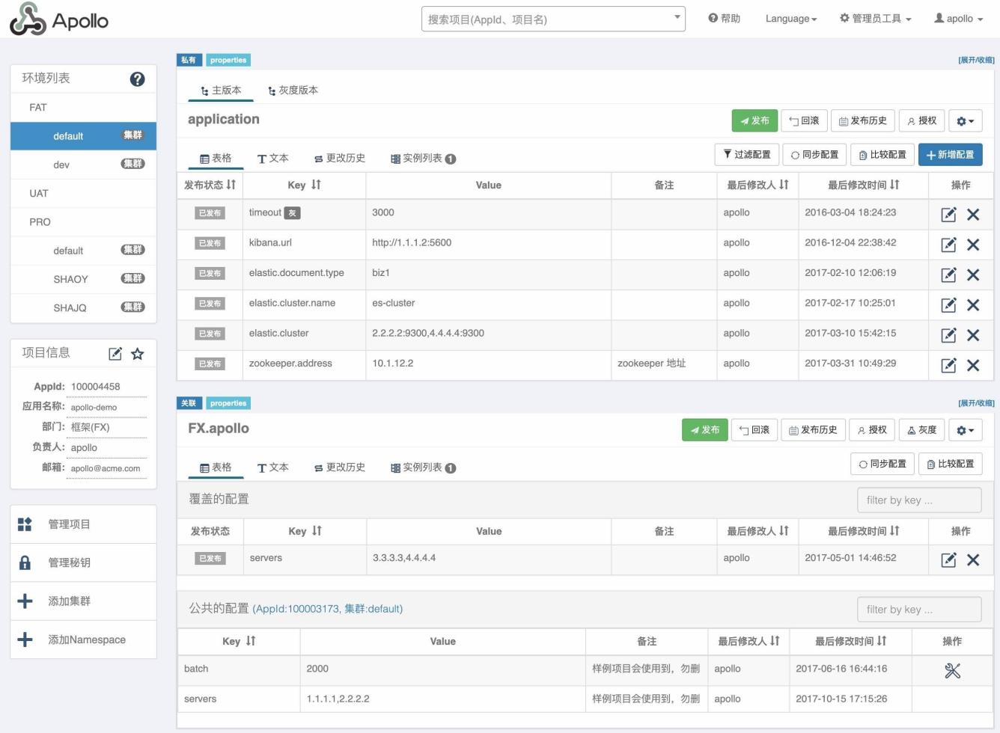 Apollo
搜索项目(AppId、项目名)
帮助
Language
管理员工具
apollo
环境列表
FAT
default 集群
dev 集群
UAT
PRO
default 集群
SHAOY 集群
SHAJQ 集群
项目信息
AppId: 100004458
应用名称: apollo-demo
部门: 框架(FX)
负责人: apollo
邮箱: apollo@acme.com
管理项目
管理秘钥
添加集群
添加Namespace
私有 properties [展开/收缩]
主版本 灰度版本
application 发布 回滚 发布历史 授权
表格 文本 更改历史 实例列表 1 过滤配置 同步配置 比较配置 新增配置
发布状态 Key Value 备注 最后修改人 最后修改时间 操作
已发布 timeout 灰 3000 apollo 2016-03-04 18:24:23
已发布 kibana.url http://1.1.1.2:5600 apollo 2016-12-04 22:38:42
已发布 elastic.document.type biz1 apollo 2017-02-10 12:06:19
已发布 elastic.cluster.name es-cluster apollo 2017-02-17 10:25:01
已发布 elastic.cluster 2.2.2.2:9300,4.4.4.4:9300 apollo 2017-03-10 15:42:15
已发布 zookeeper.address 10.1.12.2 zookeeper 地址 apollo 2017-03-31 10:49:29
关联 properties [展开/收缩]
FX.apollo 发布 回滚 发布历史 授权 灰度
表格 文本 更改历史 实例列表 1 同步配置 比较配置
覆盖的配置 filter by key ...
发布状态 Key Value 备注 最后修改人 最后修改时间 操作
已发布 servers 3.3.3.3,4.4.4.4 apollo 2017-05-01 14:46:52
公共的配置 (AppId:100003173, 集群:default) filter by key ...
Key Value 备注 最后修改人 最后修改时间 操作
batch 2000 样例项目会使用到，勿删 apollo 2017-06-16 16:44:16
servers 1.1.1.1,2.2.2.2 样例项目会使用到，勿删 apollo 2017-10-15 17:15:26